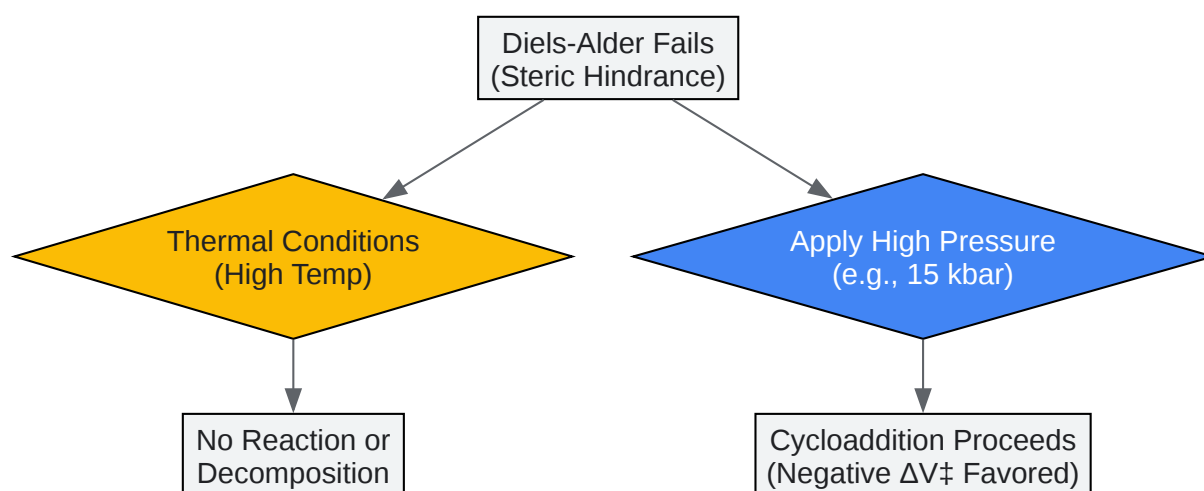 Diels-Alder Fails
(Steric Hindrance)
Thermal Conditions
(High Temp)
Apply High Pressure
(e.g., 15 kbar)
No Reaction or
Decomposition
Cycloaddition Proceeds
(Negative ΔV‡ Favored)